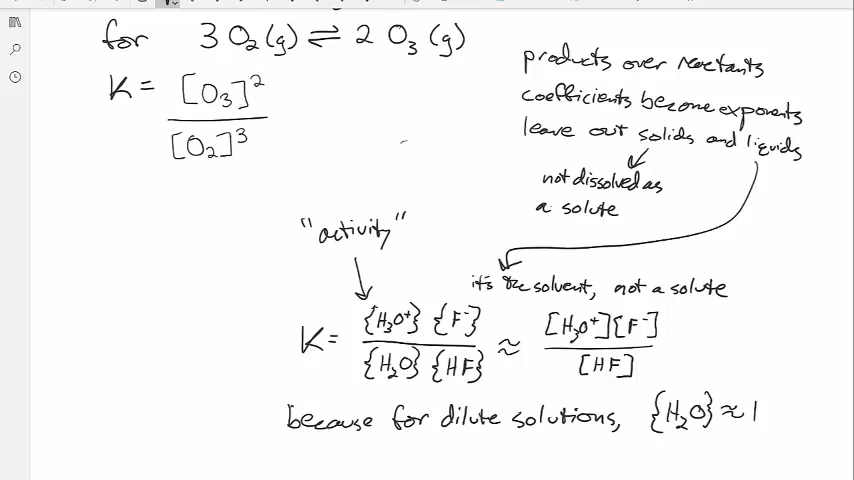 for 3 O₂(g) ⇌ 2 O₃(g)
K = [O₃]² / [O₂]³
products over reactants
coefficients become exponents
leave out solids and liquids
not dissolved as
a solute
"activity"
it's the solvent, not a solute
K = {H₃O⁺} {F⁻} / {H₂O} {HF} ≈ [H₃O⁺][F⁻] / [HF]
because for dilute solutions, {H₂O} ≈ 1